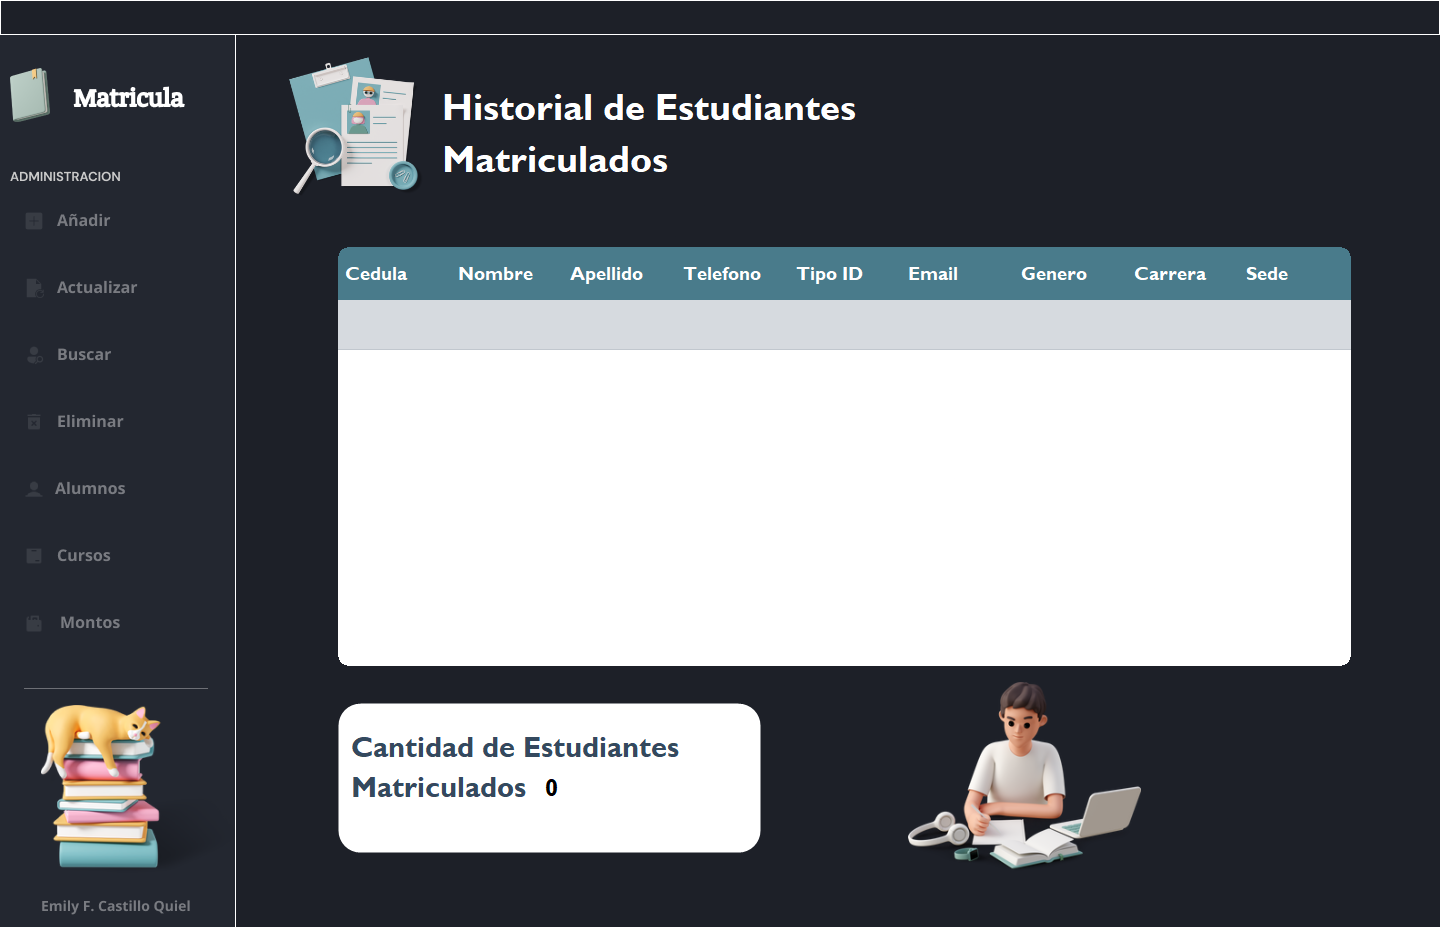 Matricula
ADMINISTRACION
Añadir
Actualizar
Buscar
Eliminar
Alumnos
Cursos
Montos
Emily F. Castillo Quiel
Historial de Estudiantes
Matriculados
Cedula Nombre Apellido Telefono Tipo ID Email Genero Carrera Sede
Cantidad de Estudiantes
Matriculados 0